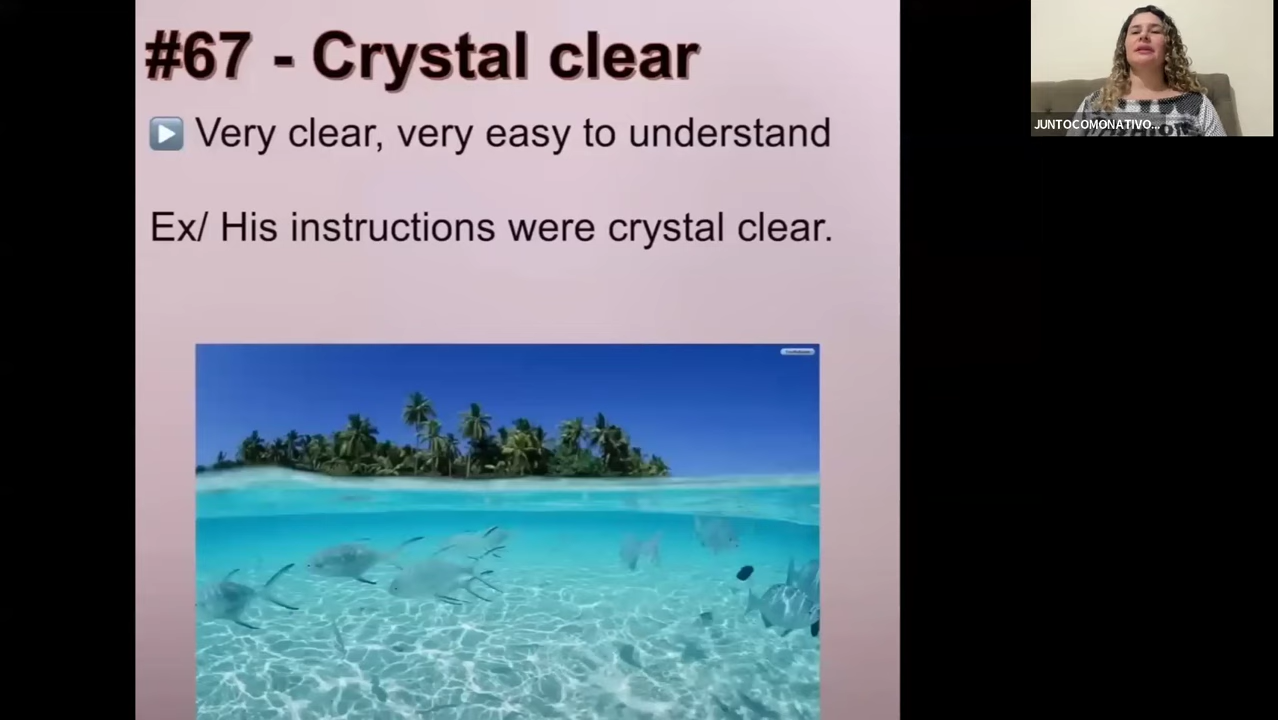 #67 - Crystal clear
▶️ Very clear, very easy to understand
Ex/ His instructions were crystal clear.
JUNTOCOMONATIVO...